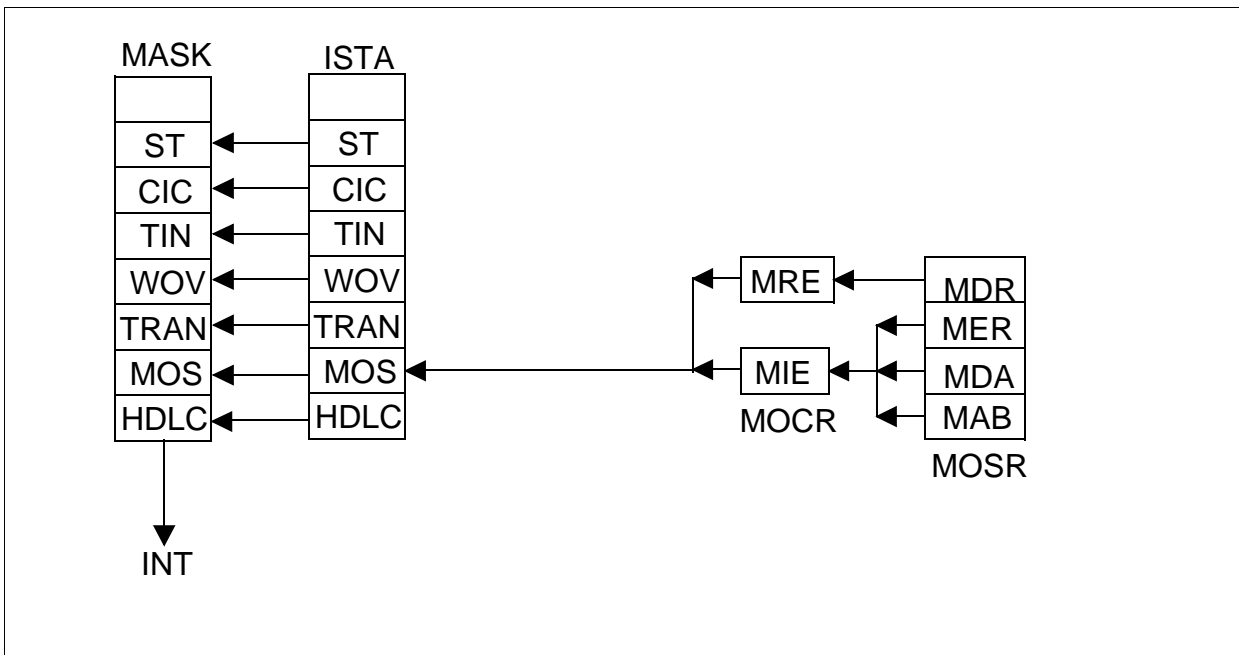 MASK
ISTA
ST
ST
CIC
CIC
TIN
TIN
WOV
WOV
MRE
MDR
TRAN
TRAN
MER
MOS
MOS
MIE
MDA
HDLC
HDLC
MOCR
MAB
MOSR
INT